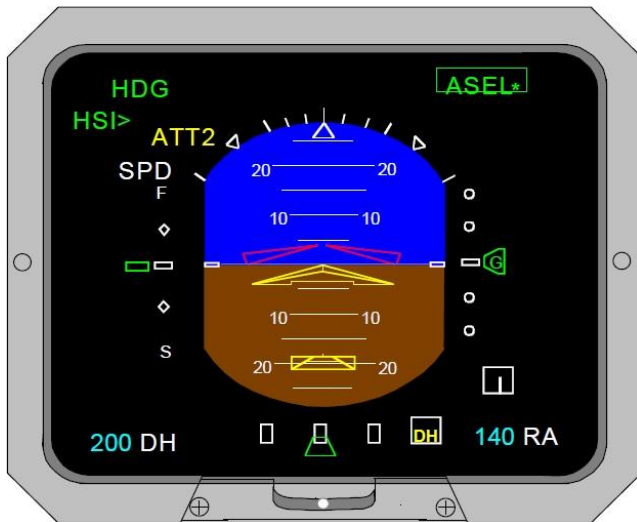 HDG
ASEL*
HSI>
ATT2
SPD
F
20 20
10 10
G
10 10
S
20 20
200 DH
DH
140 RA